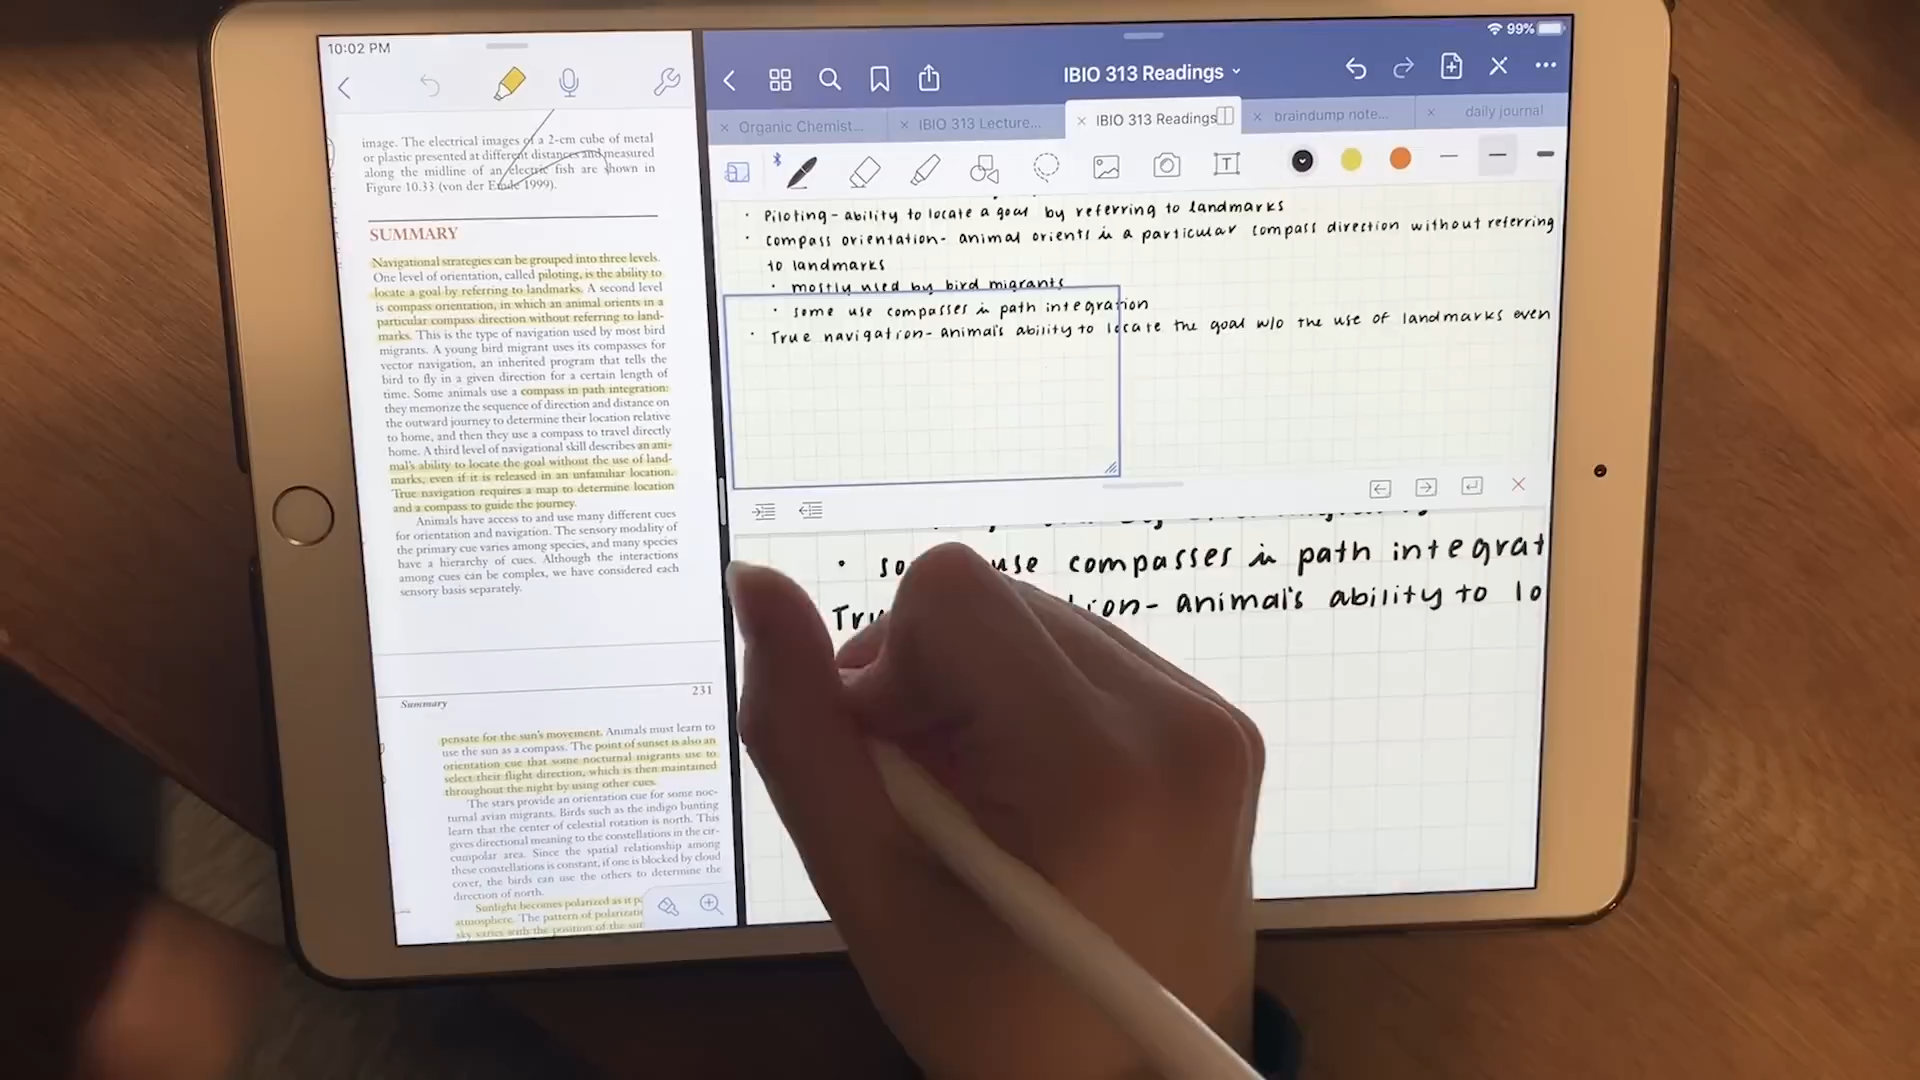 10:02 PM
99%
IBIO 313 Readings
Organic Chemist...
IBIO 313 Lecture...
IBIO 313 Readings
braindump note...
daily journal
T
image. The electrical images of a 2-cm cube of metal
or plastic presented at different distances and measured
along the midline of an electric fish are shown in
Figure 10.33 (von der Emde 1999).
SUMMARY
Navigational strategies can be grouped into three levels.
One level of orientation, called piloting, is the ability to
locate a goal by referring to landmarks. A second level
is compass orientation, in which an animal orients in a
particular compass direction without referring to land-
marks. This is the type of navigation used by most bird
migrants. A young bird migrant uses its compasses for
vector navigation, an inherited program that tells the
bird to fly in a given direction for a certain length of
time. Some animals use a compass in path integration:
they memorize the sequence of direction and distance on
the outward journey to determine their location relative
to home, and then they use a compass to travel directly
home. A third level of navigational skill describes an ani-
mal's ability to locate the goal without the use of land-
marks, even if it is released in an unfamiliar location.
True navigation requires a map to determine location
and a compass to guide the journey.
Animals have access to and use many different cues
for orientation and navigation. The sensory modality of
the primary cue varies among species, and many species
have a hierarchy of cues. Although the interactions
among cues can be complex, we have considered each
sensory basis separately.
231
Summary
pensate for the sun's movement. Animals must learn to
use the sun as a compass. The point of sunset is also an
orientation cue that some nocturnal migrants use to
select their flight direction, which is then maintained
throughout the night by using other cues.
The stars provide an orientation cue for some noc-
turnal avian migrants. Birds such as the indigo bunting
learn that the center of celestial rotation is north. This
gives directional meaning to the constellations in the cir-
cumpolar area. Since the spatial relationship among
these constellations is constant, if one is blocked by cloud
cover, the birds can use the others to determine the
direction of north.
Sunlight becomes polarized as it
atmosphere. The pattern of
sky varies with the position of the
• Piloting- ability to locate a goal by referring to landmarks
• compass orientation- animal orients in a particular compass direction without referring
to landmarks
• mostly used by bird migrants
• some use compasses in path integration
• True navigation- animal's ability to locate the goal w/o the use of landmarks even
• use compasses in path integrat
animal's ability to lo